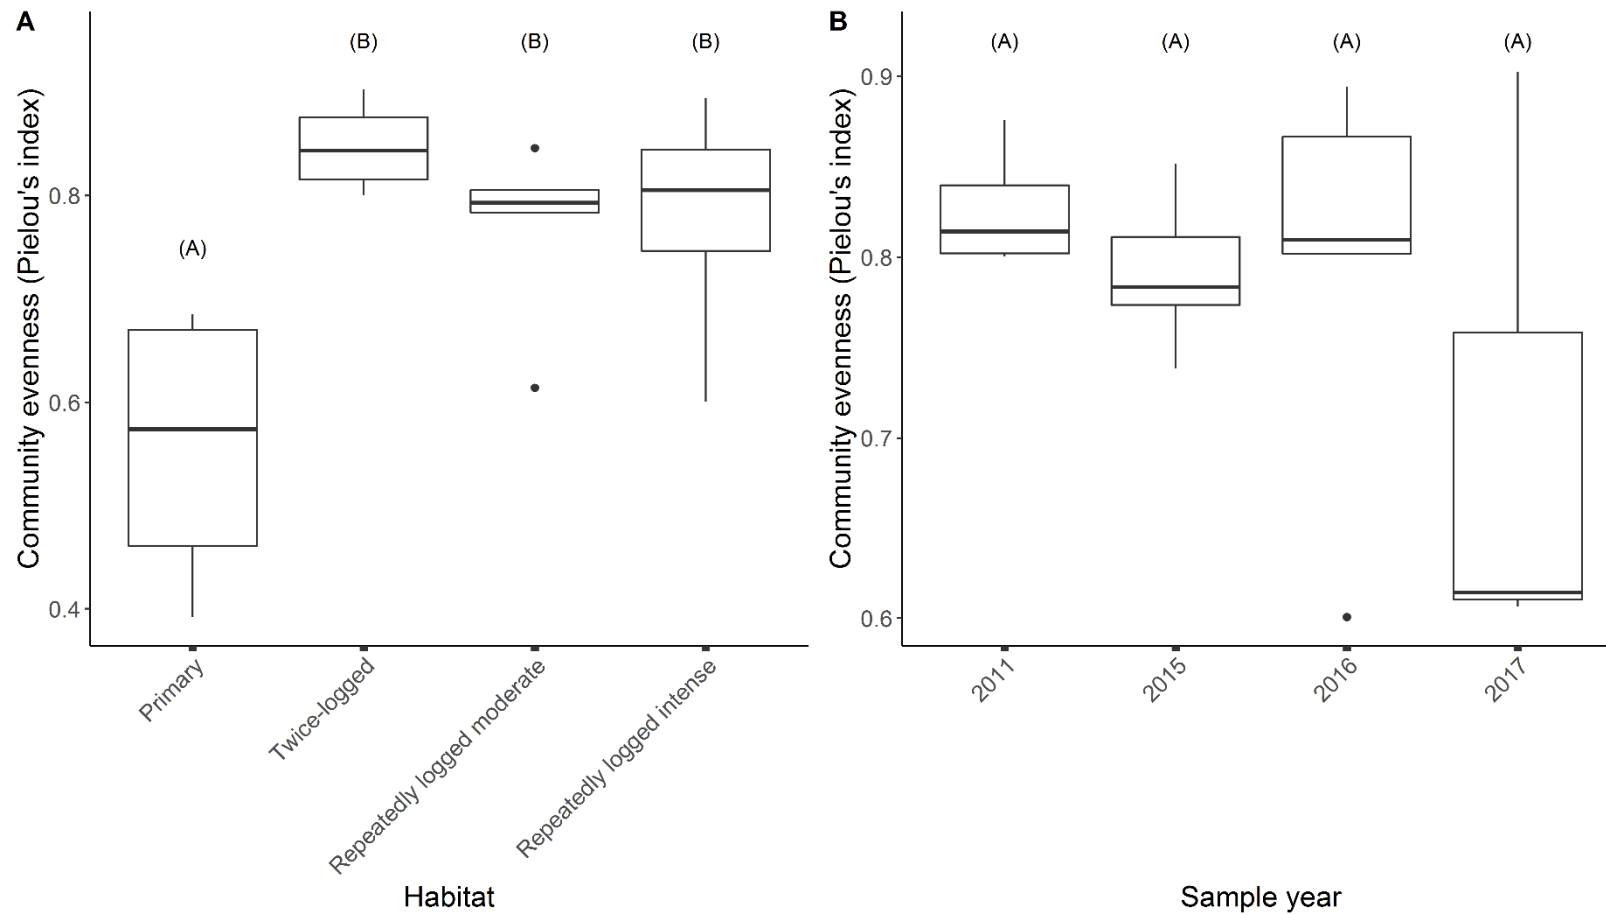 A
Community evenness (Pielou's index)
0.8
0.6
0.4
(A)
(B)
(B)
(B)
Primary
Twice-logged
Repeatedly logged moderate
Repeatedly logged intense
Habitat
B
Community evenness (Pielou's index)
0.9
0.8
0.7
0.6
(A)
(A)
(A)
(A)
2011
2015
2016
2017
Sample year